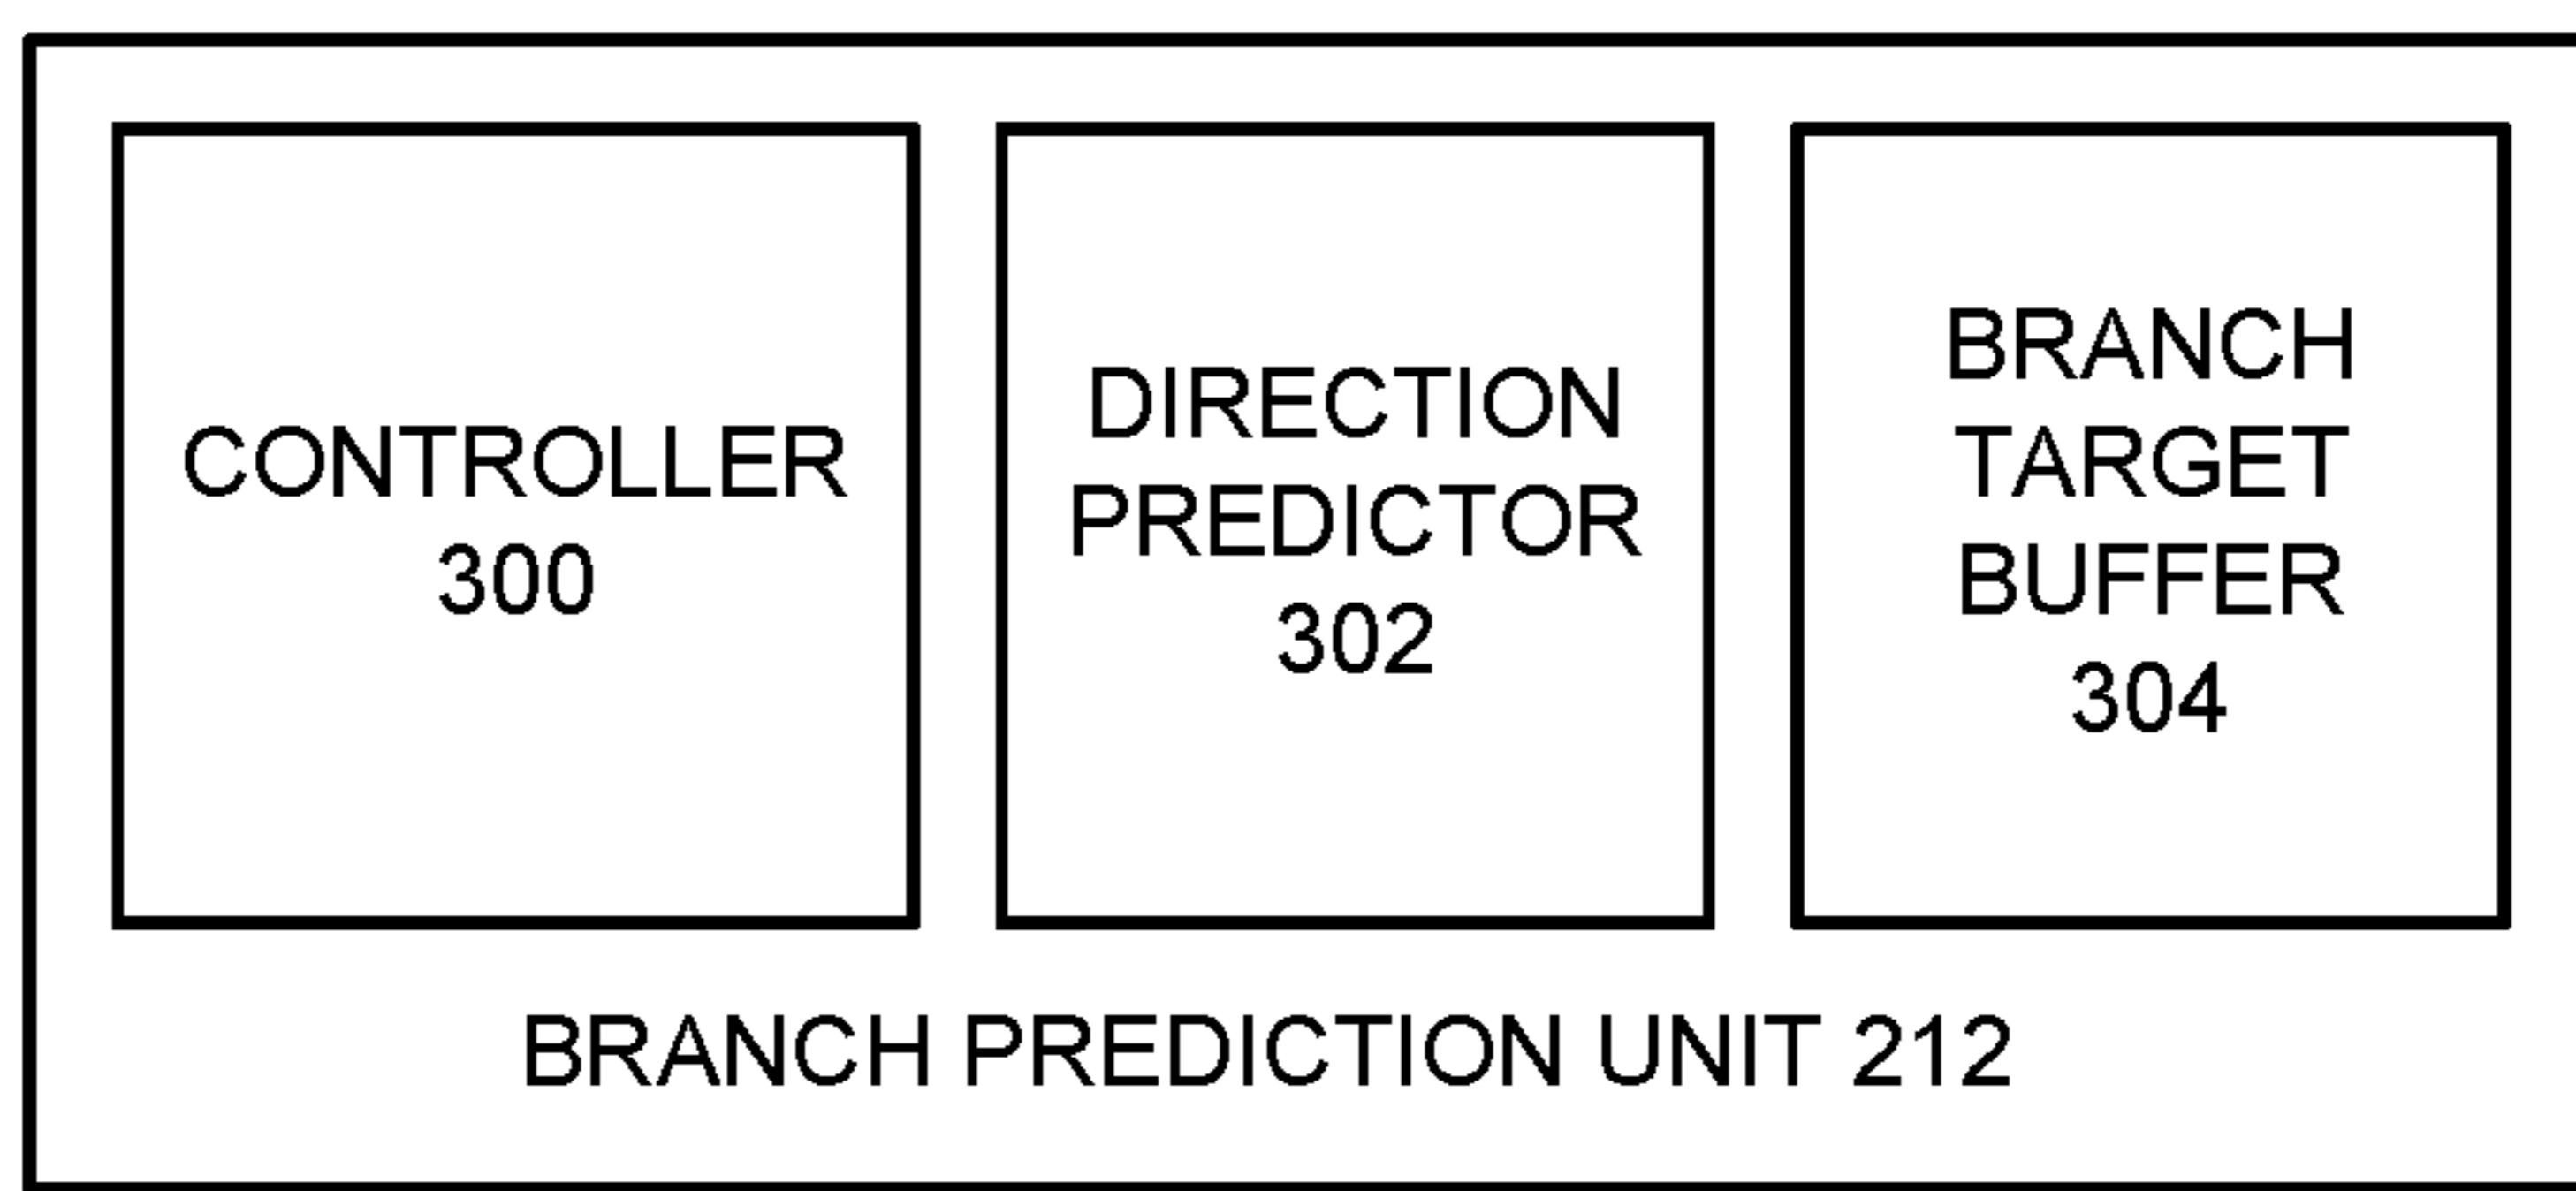 CONTROLLER
300
DIRECTION
PREDICTOR
302
BRANCH
TARGET
BUFFER
304
BRANCH PREDICTION UNIT 212